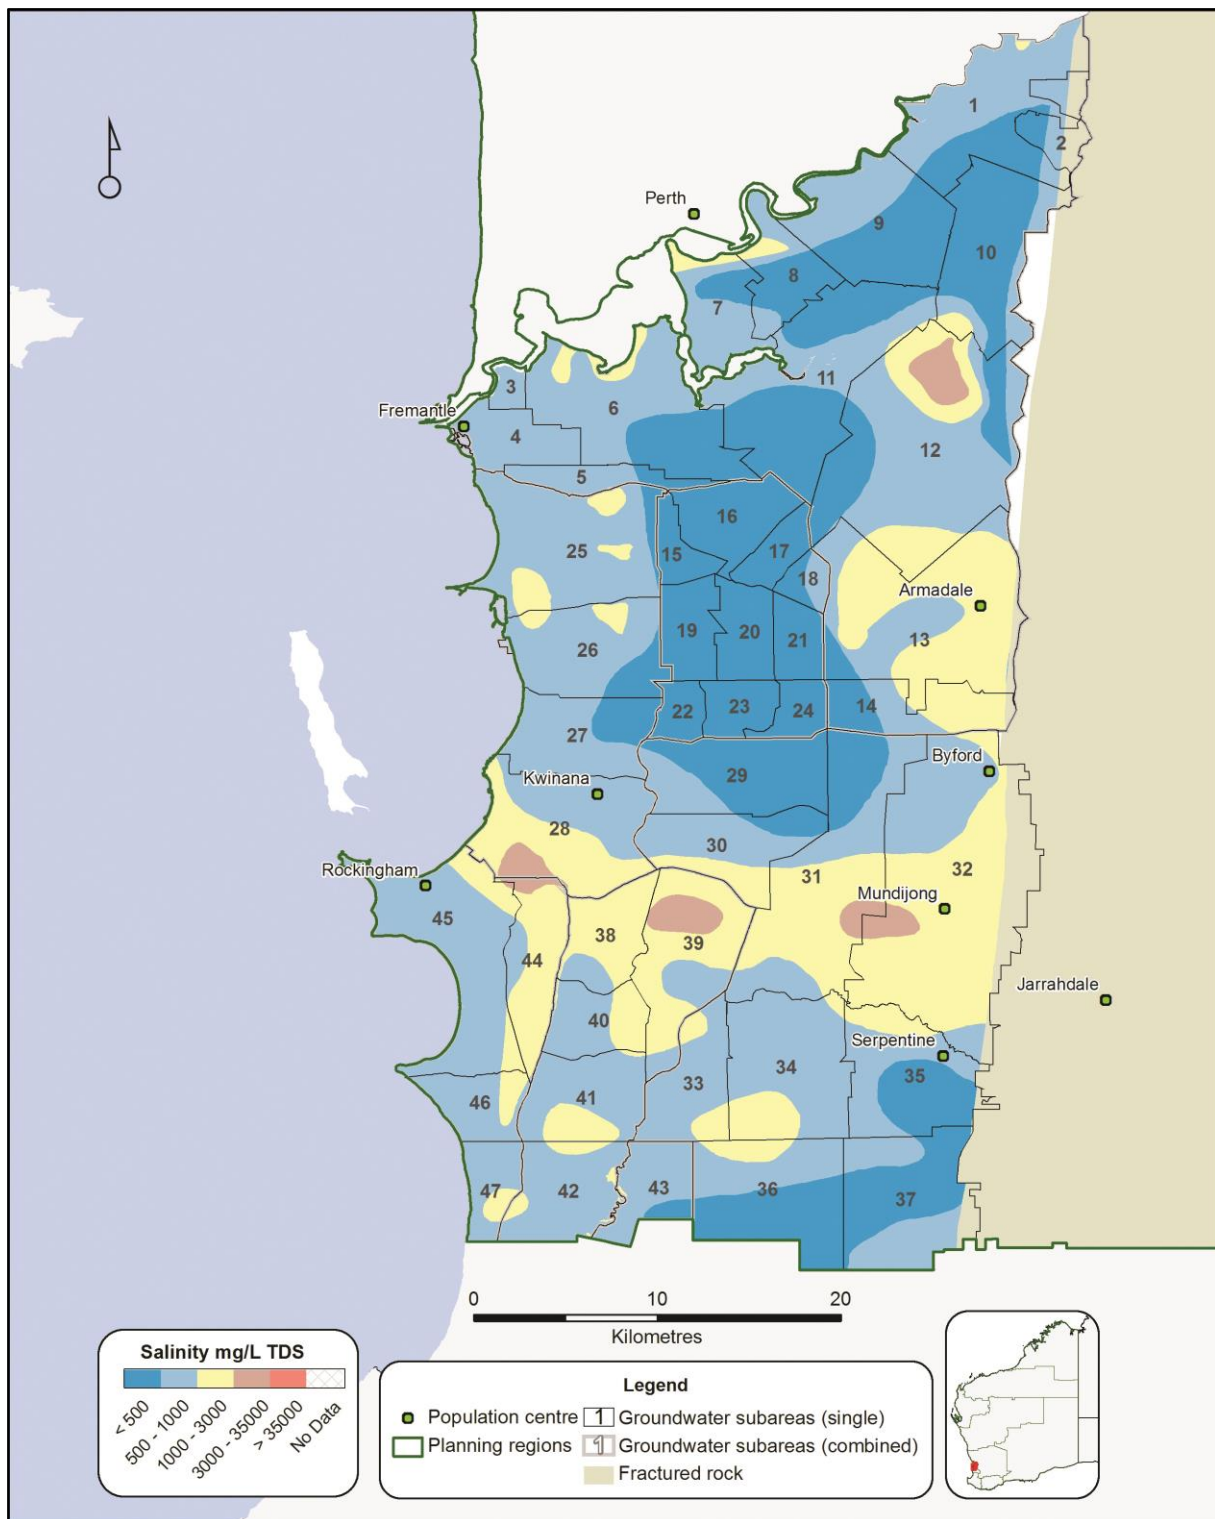 1
2
Perth
9
10
8
7
11
3
6
Fremantle
4
12
5
16
25
15
17
18
Armadale
19
20
21
13
26
22
23
24
14
27
29
Byford
Kwinana
28
30
Rockingham
31
32
45
Mundijong
38
39
44
Jarrahdale
40
Serpentine
34
35
33
46
41
47
42
43
36
37
0 10 20
Kilometres
Salinity mg/L TDS
< 500
500 - 1000
1000 - 3000
3000 - 35000
> 35000
No Data
Legend
Population centre
1 Groundwater subareas (single)
Planning regions
1 Groundwater subareas (combined)
Fractured rock